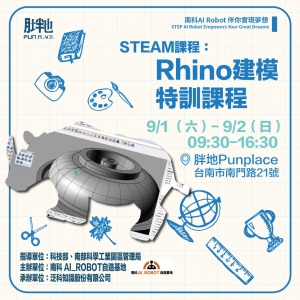 胖地
PUN PLACE
南科AI Robot 伴你實現夢想
STSP AI Robot Empowers Your Great Dreams
STEAM課程：
Rhino建模
特訓課程
9/1（六）- 9/2（日）
09:30-16:30
胖地Punplace
台南市南門路21號
指導單位：科技部、南部科學工業園區管理局
主辦單位：南科 AI_ROBOT自造基地
承辦單位：泛科知識股份有限公司
南科 AI_ROBOT 自造基地